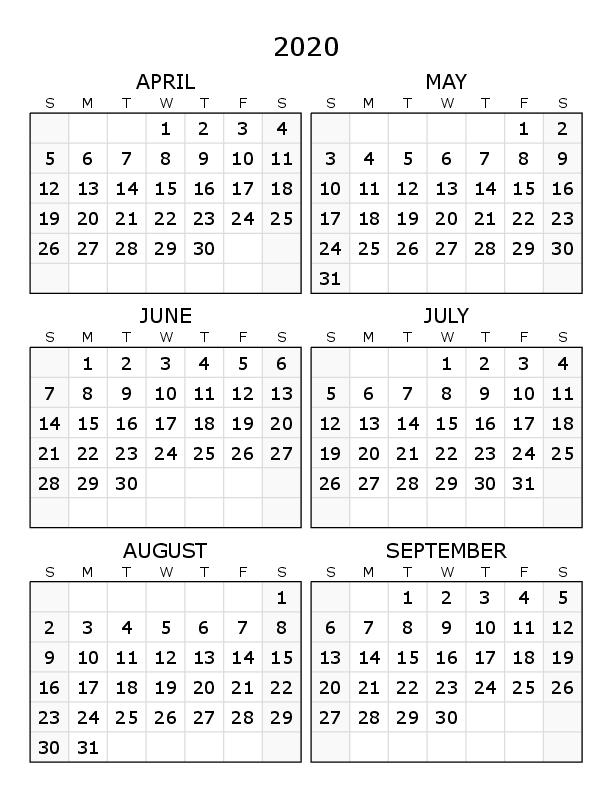 2020
APRIL
S M T W T F S
1 2 3 4
5 6 7 8 9 10 11
12 13 14 15 16 17 18
19 20 21 22 23 24 25
26 27 28 29 30
MAY
S M T W T F S
1 2
3 4 5 6 7 8 9
10 11 12 13 14 15 16
17 18 19 20 21 22 23
24 25 26 27 28 29 30
31
JUNE
S M T W T F S
1 2 3 4 5 6
7 8 9 10 11 12 13
14 15 16 17 18 19 20
21 22 23 24 25 26 27
28 29 30
JULY
S M T W T F S
1 2 3 4
5 6 7 8 9 10 11
12 13 14 15 16 17 18
19 20 21 22 23 24 25
26 27 28 29 30 31
AUGUST
S M T W T F S
1
2 3 4 5 6 7 8
9 10 11 12 13 14 15
16 17 18 19 20 21 22
23 24 25 26 27 28 29
30 31
SEPTEMBER
S M T W T F S
1 2 3 4 5
6 7 8 9 10 11 12
13 14 15 16 17 18 19
20 21 22 23 24 25 26
27 28 29 30